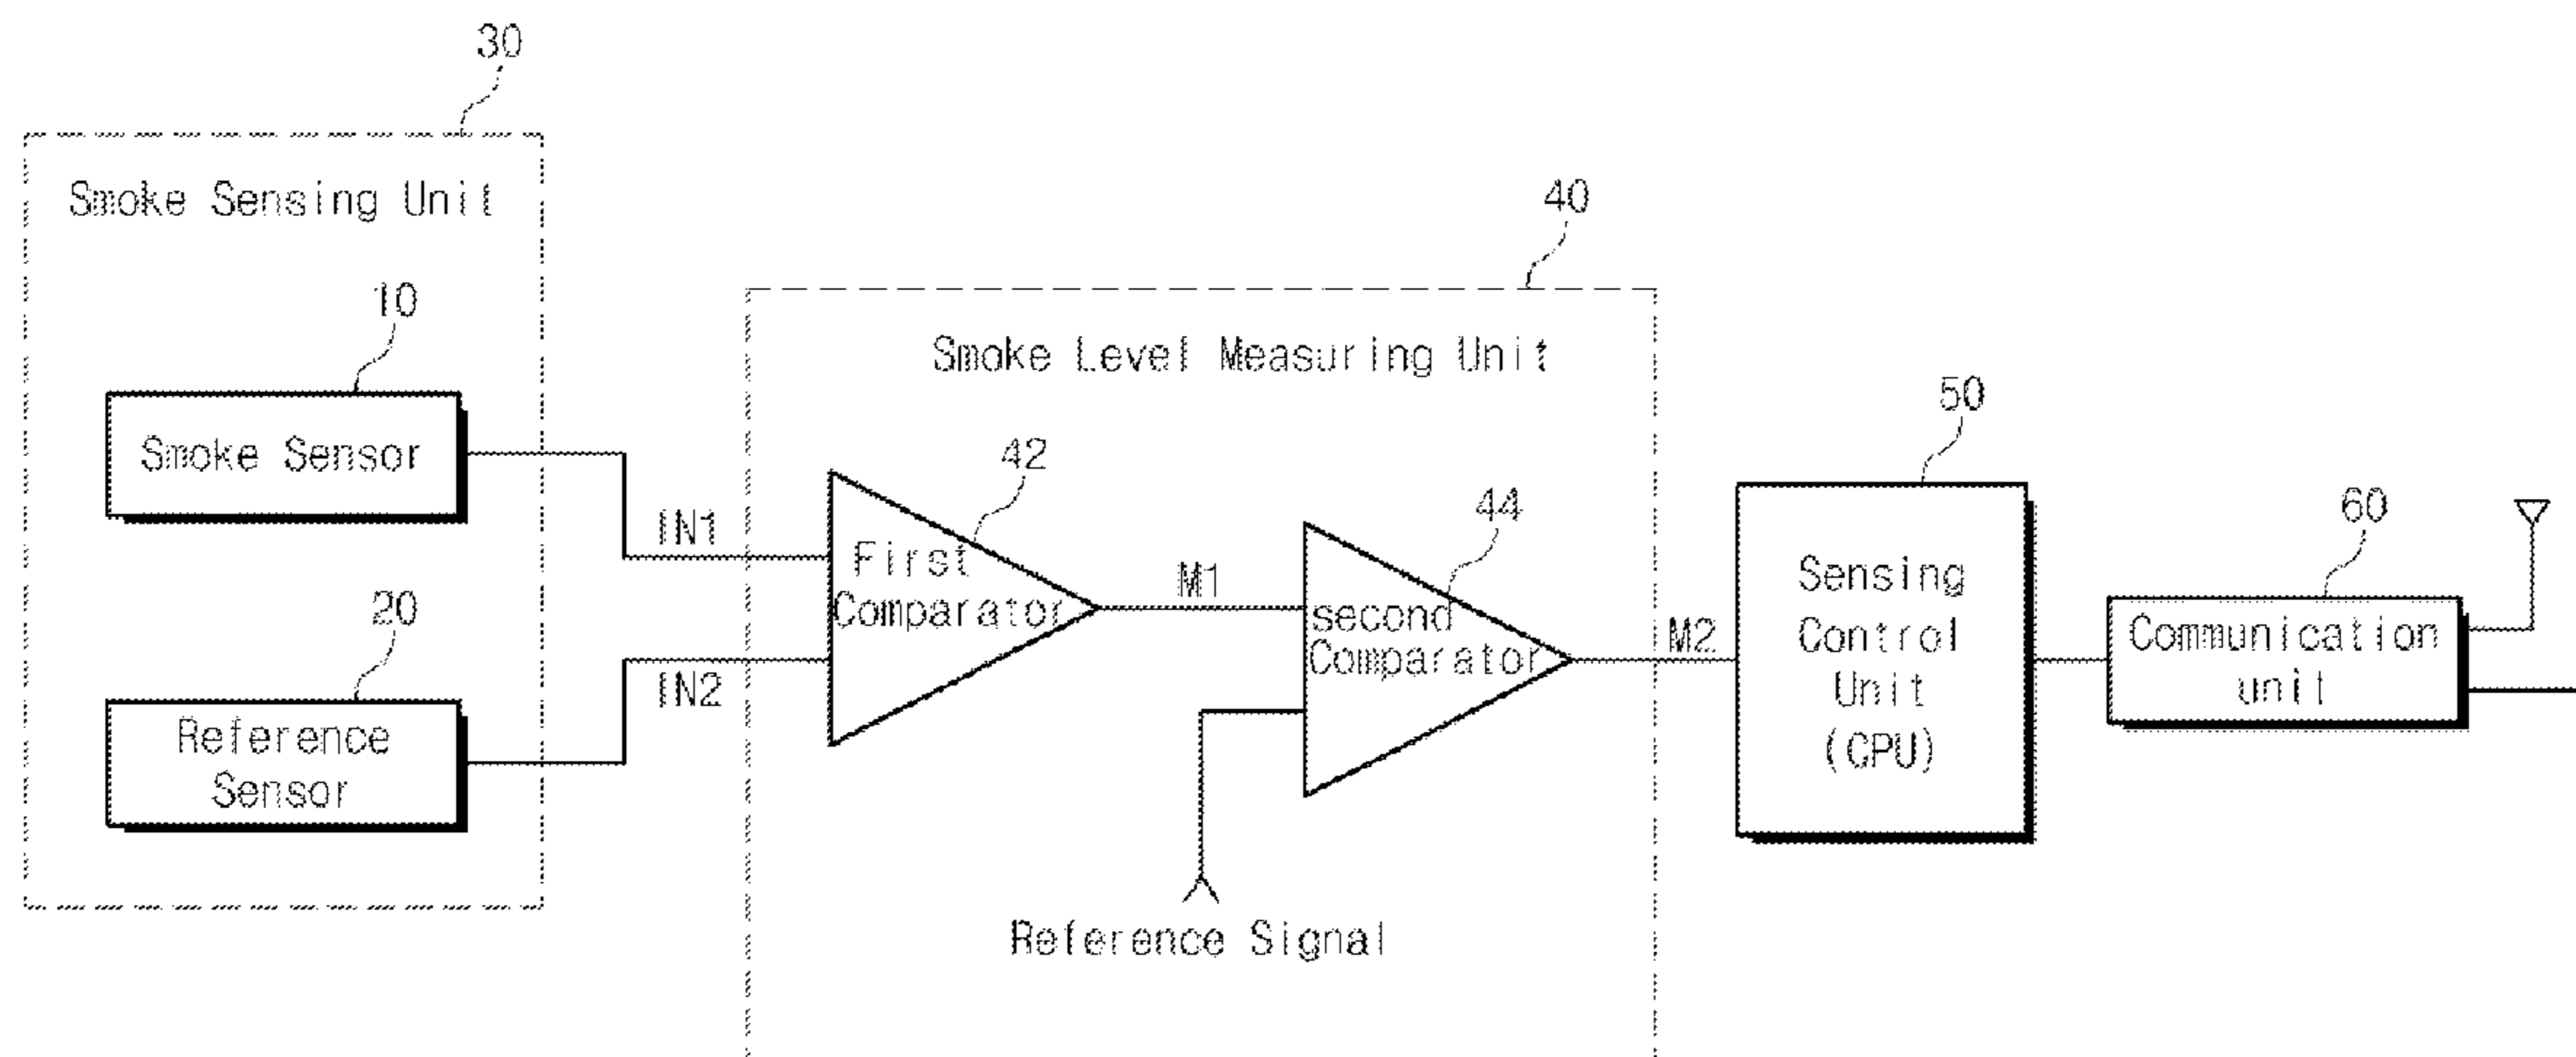 30
Smoke Sensing Unit
40
10
Smoke Level Measuring Unit
Smoke Sensor
50
42
44
60
IN1
First
Comparator
M1
second
Comparator
M2
Sensing
Control
Unit
(CPU)
Communication
unit
20
IN2
Reference
Sensor
Reference Signal